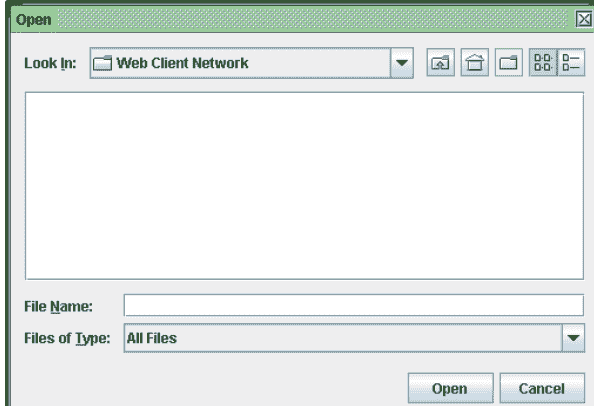 Open
Look In: Web Client Network
File Name:
Files of Type: All Files
Open Cancel